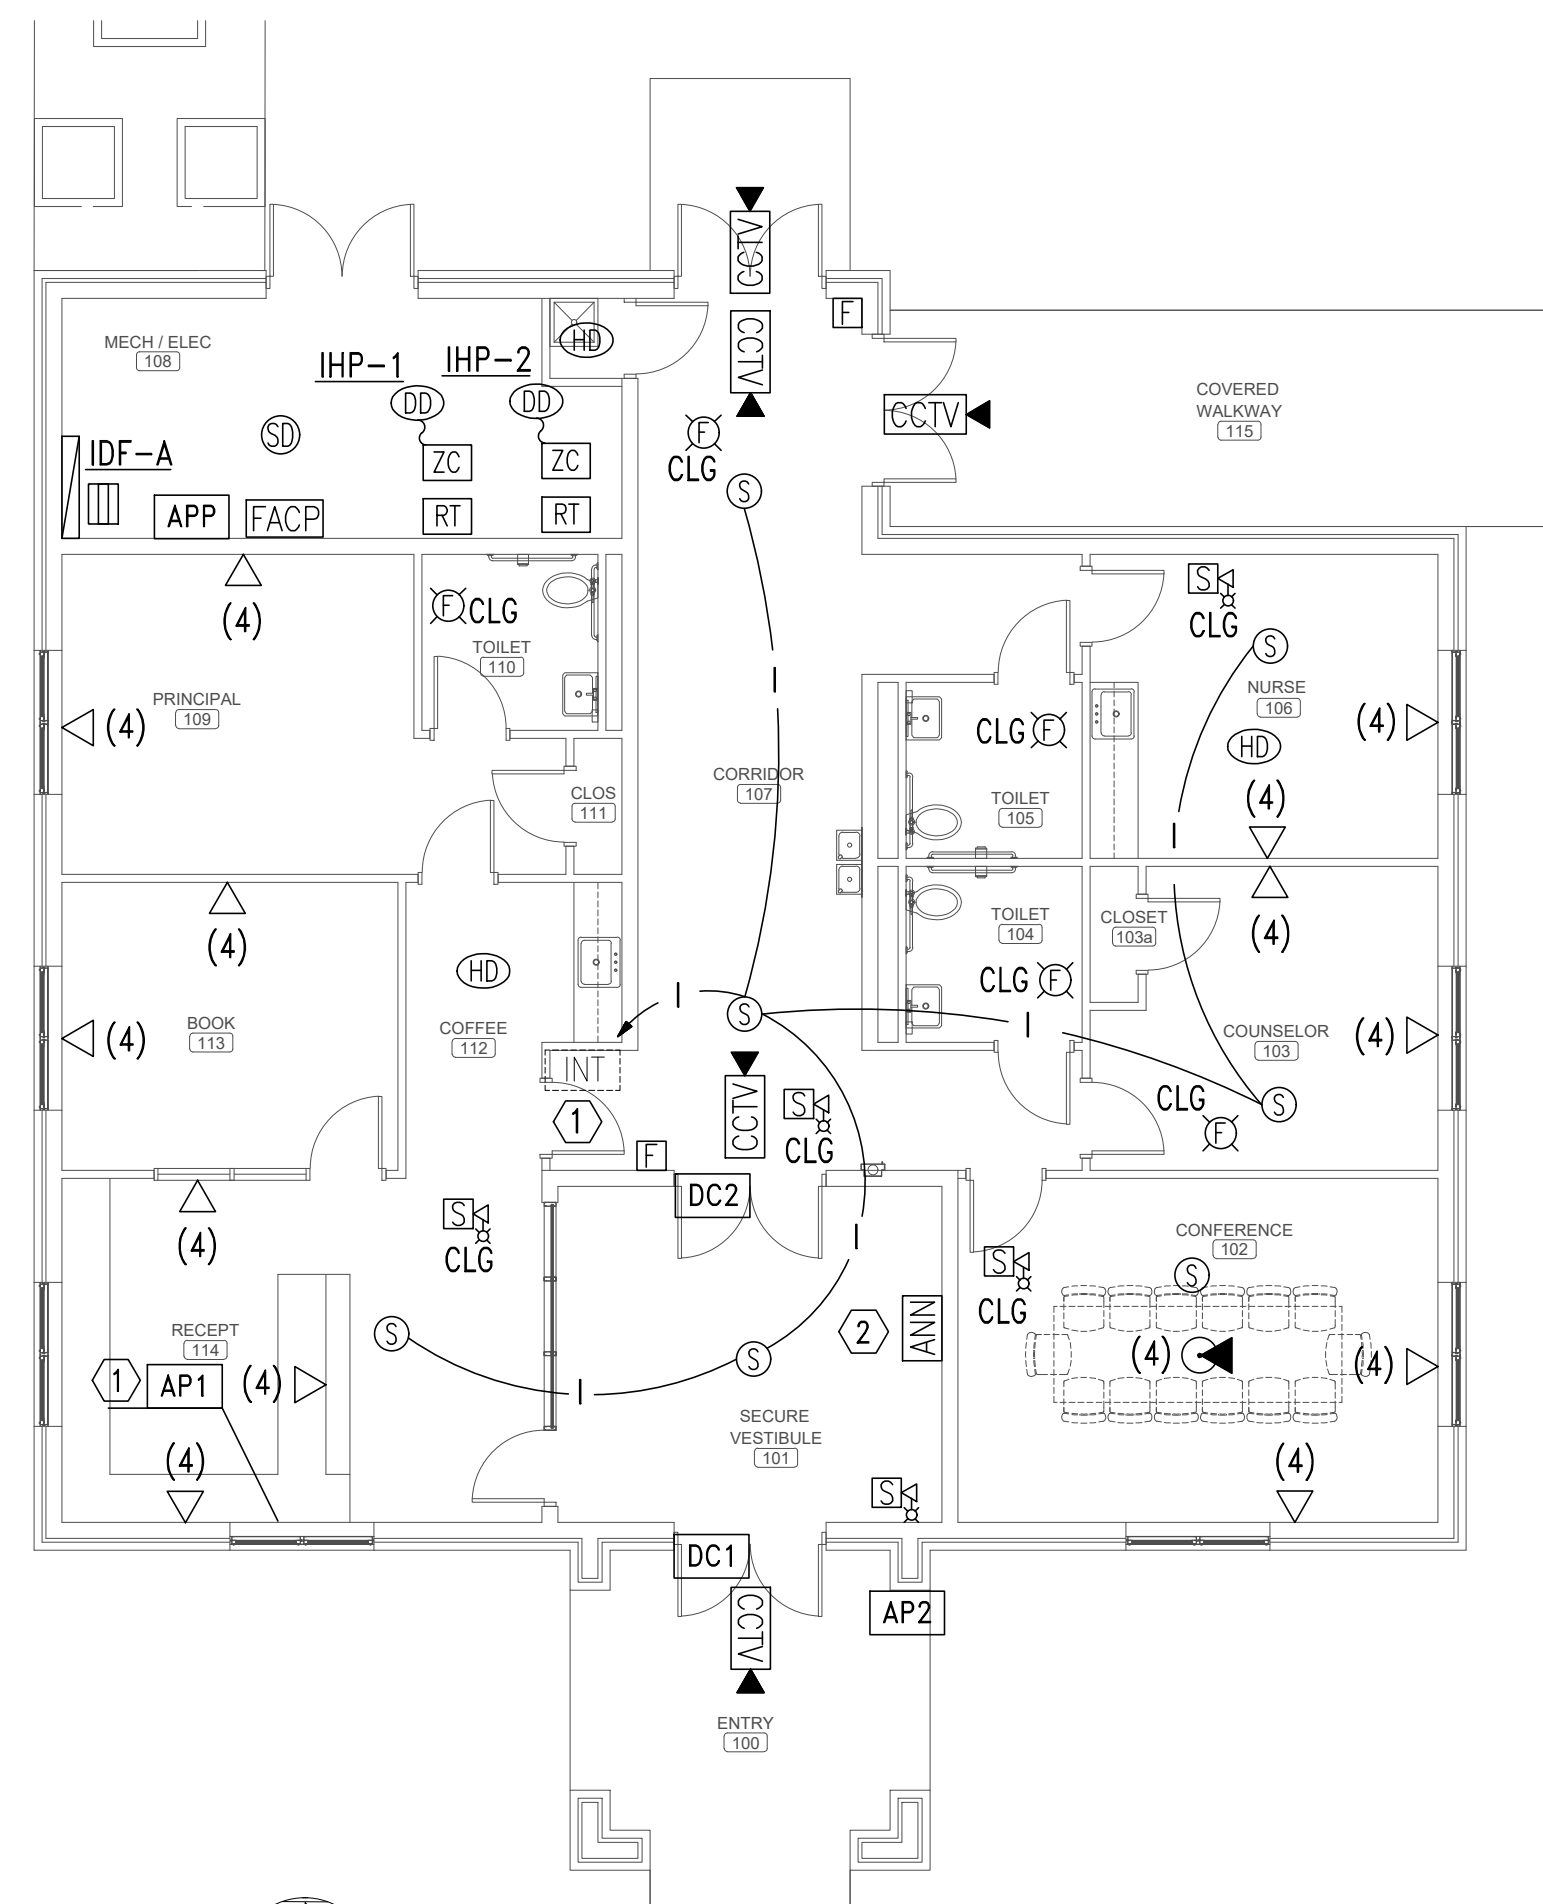 CCTV
F
HD
MECH / ELEC
108
IHP-1
IHP-2
CCTV
DD
DD
COVERED
WALKWAY
115
CCTV
SD
F
CLG
IDF-A
ZC
ZC
S
APP
FACP
RT
RT
(4)
F
CLG
S
CLG
TOILET
110
S
I
PRINCIPAL
109
(4)
NURSE
106
(4)
CLG
F
HD
CORRIDOR
107
CLOS
111
TOILET
105
(4)
I
(4)
HD
TOILET
104
CLOSET
103a
(4)
CLG
F
I
S
I
BOOK
113
(4)
COFFEE
112
COUNSELOR
103
(4)
INT
1
CCTV
S
CLG
CLG
F
S
F
DC2
S
CLG
(4)
I
CONFERENCE
102
S
CLG
S
RECEPT
114
S
2
ANN
S
(4)
(4)
1
AP1
(4)
I
SECURE
VESTIBULE
101
(4)
(4)
S
DC1
CCTV
AP2
ENTRY
100